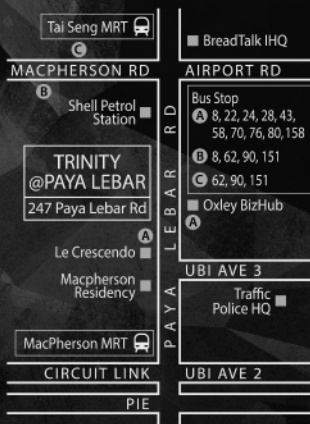 Tai Seng MRT
C
BreadTalk IHQ
MACPHERSON RD
AIRPORT RD
B
Shell Petrol
Station
Bus Stop
A 8, 22, 24, 28, 43,
58, 70, 76, 80, 158
B 8, 62, 90, 151
C 62, 90, 151
TRINITY
@PAYA LEBAR
247 Paya Lebar Rd
PAYA LEBAR RD
Oxley BizHub
A
A
Le Crescendo
Macpherson
Residency
UBI AVE 3
Traffic
Police HQ
MacPherson MRT
CIRCUIT LINK
UBI AVE 2
PIE